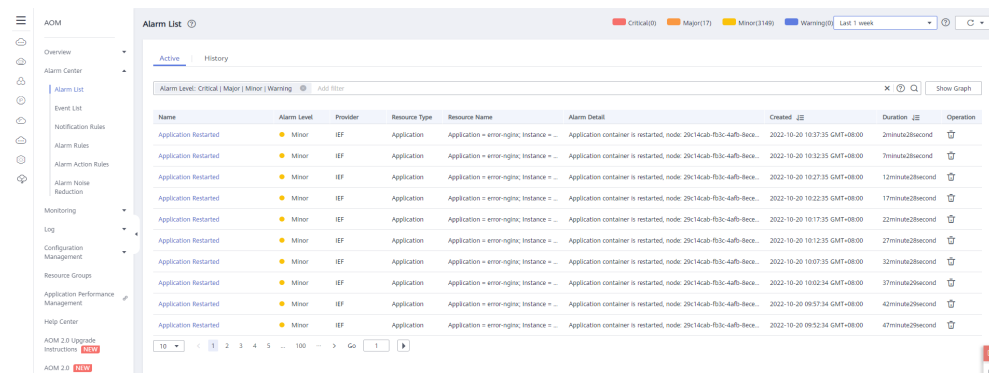 AOM
Overview
Alarm Center
Alarm List
Event List
Notification Rules
Alarm Rules
Alarm Action Rules
Alarm Noise
Reduction
Monitoring
Log
Configuration
Management
Resource Groups
Application Performance
Management
Help Center
AOM 2.0 Upgrade
Instructions NEW
AOM 2.0 NEW
Alarm List
Critical(0) Major(17) Minor(3149) Warning(0) Last 1 week
Active History
Alarm Level: Critical | Major | Minor | Warning Add filter Show Graph
Name Alarm Level Provider Resource Type Resource Name Alarm Detail Created Duration Operation
Application Restarted Minor IEF Application Application = error-nginx; Instance = ... Application container is restarted, node: 29c14cab-fb3c-4afb-8ece... 2022-10-20 10:37:35 GMT+08:00 2minute28second
Application Restarted Minor IEF Application Application = error-nginx; Instance = ... Application container is restarted, node: 29c14cab-fb3c-4afb-8ece... 2022-10-20 10:32:35 GMT+08:00 7minute28second
Application Restarted Minor IEF Application Application = error-nginx; Instance = ... Application container is restarted, node: 29c14cab-fb3c-4afb-8ece... 2022-10-20 10:27:35 GMT+08:00 12minute28second
Application Restarted Minor IEF Application Application = error-nginx; Instance = ... Application container is restarted, node: 29c14cab-fb3c-4afb-8ece... 2022-10-20 10:22:35 GMT+08:00 17minute28second
Application Restarted Minor IEF Application Application = error-nginx; Instance = ... Application container is restarted, node: 29c14cab-fb3c-4afb-8ece... 2022-10-20 10:17:35 GMT+08:00 22minute28second
Application Restarted Minor IEF Application Application = error-nginx; Instance = ... Application container is restarted, node: 29c14cab-fb3c-4afb-8ece... 2022-10-20 10:12:35 GMT+08:00 27minute28second
Application Restarted Minor IEF Application Application = error-nginx; Instance = ... Application container is restarted, node: 29c14cab-fb3c-4afb-8ece... 2022-10-20 10:07:35 GMT+08:00 32minute28second
Application Restarted Minor IEF Application Application = error-nginx; Instance = ... Application container is restarted, node: 29c14cab-fb3c-4afb-8ece... 2022-10-20 10:02:34 GMT+08:00 37minute29second
Application Restarted Minor IEF Application Application = error-nginx; Instance = ... Application container is restarted, node: 29c14cab-fb3c-4afb-8ece... 2022-10-20 09:57:34 GMT+08:00 42minute29second
Application Restarted Minor IEF Application Application = error-nginx; Instance = ... Application container is restarted, node: 29c14cab-fb3c-4afb-8ece... 2022-10-20 09:52:34 GMT+08:00 47minute29second
10 < 1 2 3 4 5 ... 100 ... > Go 1